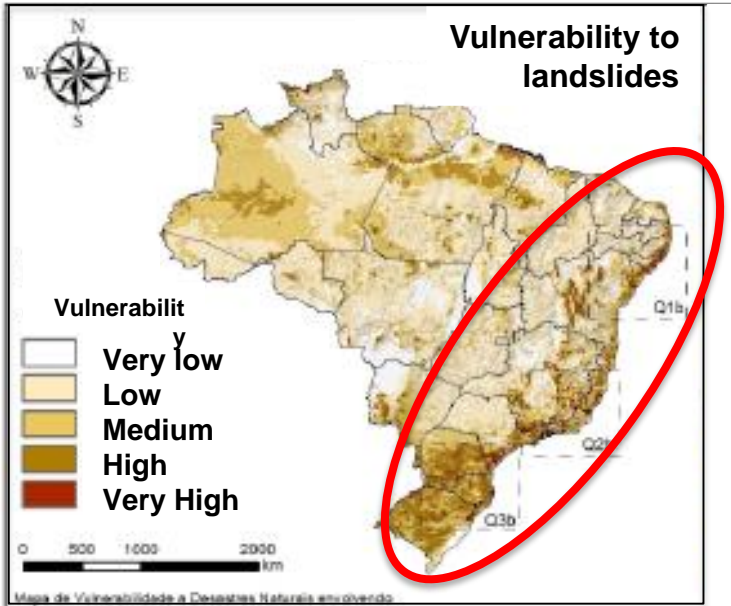 Vulnerability to
landslides
N
W E
S
Q1b
Vulnerabilit
y
Very low
Low
Medium
High
Very High
Q2b
Q3b
0 500 1000 2000
km
Mapa de Vulnerabilidade a Desastres Naturais envolvendo